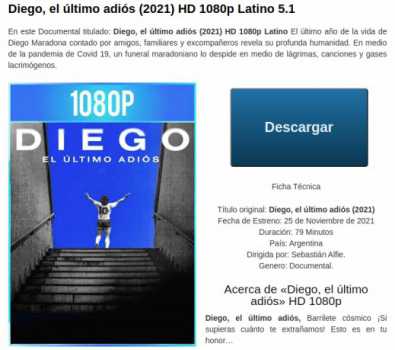 Diego, el último adiós (2021) HD 1080p Latino 5.1
En este Documental titulado: Diego, el último adiós (2021) HD 1080p Latino El último año de la vida de
Diego Maradona contado por amigos, familiares y excompañeros revela su profunda humanidad. En medio
de la pandemia de Covid 19, un funeral maradoniano lo despide en medio de lágrimas, canciones y gases
lacrimógenos.
1080P
DIEGO
EL ÚLTIMO ADIÓS
10
Descargar
Ficha Técnica
Título original: Diego, el último adiós (2021)
Fecha de Estreno: 25 de Noviembre de 2021
Duración: 79 Minutos
País: Argentina
Dirigida por: Sebastián Alfie.
Genero: Documental.
Acerca de «Diego, el último
adiós» HD 1080p
Diego, el último adiós, Barrilete cósmico ¡Si
supieras cuánto te extrañamos! Esto es en tu
honor…